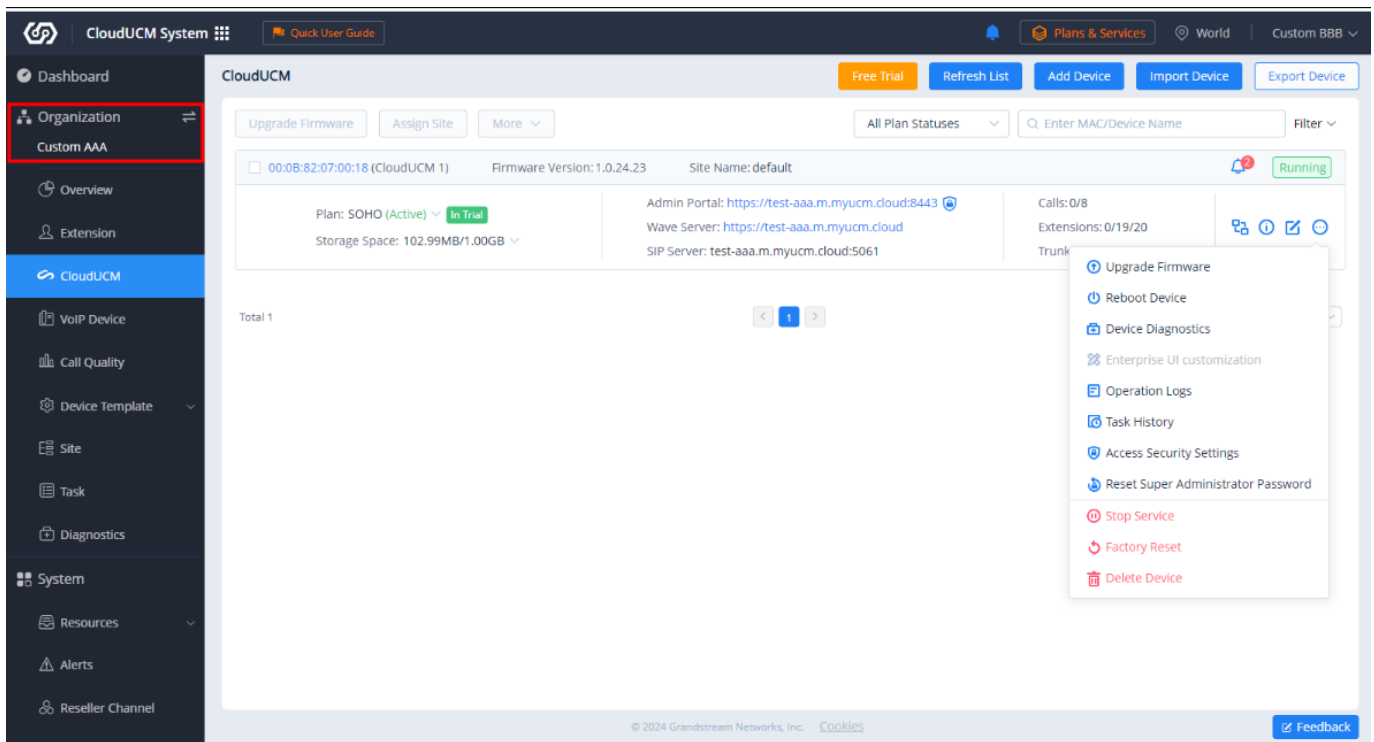 CloudUCM System
Quick User Guide
Plans & Services
World
Custom BBB
Dashboard
Organization
Custom AAA
Overview
Extension
CloudUCM
VoIP Device
Call Quality
Device Template
Site
Task
Diagnostics
System
Resources
Alerts
Reseller Channel
CloudUCM
Free Trial
Refresh List
Add Device
Import Device
Export Device
Upgrade Firmware
Assign Site
More
All Plan Statuses
Enter MAC/Device Name
Filter
00:0B:82:07:00:18 (CloudUCM 1)
Firmware Version: 1.0.24.23
Site Name: default
2
Running
Plan: SOHO (Active) In Trial
Storage Space: 102.99MB/1.00GB
Admin Portal: https://test-aaa.m.myucm.cloud:8443
Wave Server: https://test-aaa.m.myucm.cloud
SIP Server: test-aaa.m.myucm.cloud:5061
Calls: 0/8
Extensions: 0/19/20
Trunk
Upgrade Firmware
Reboot Device
Device Diagnostics
Enterprise UI customization
Operation Logs
Task History
Access Security Settings
Reset Super Administrator Password
Stop Service
Factory Reset
Delete Device
Total 1
1
© 2024 Grandstream Networks, Inc.
Cookies
Feedback